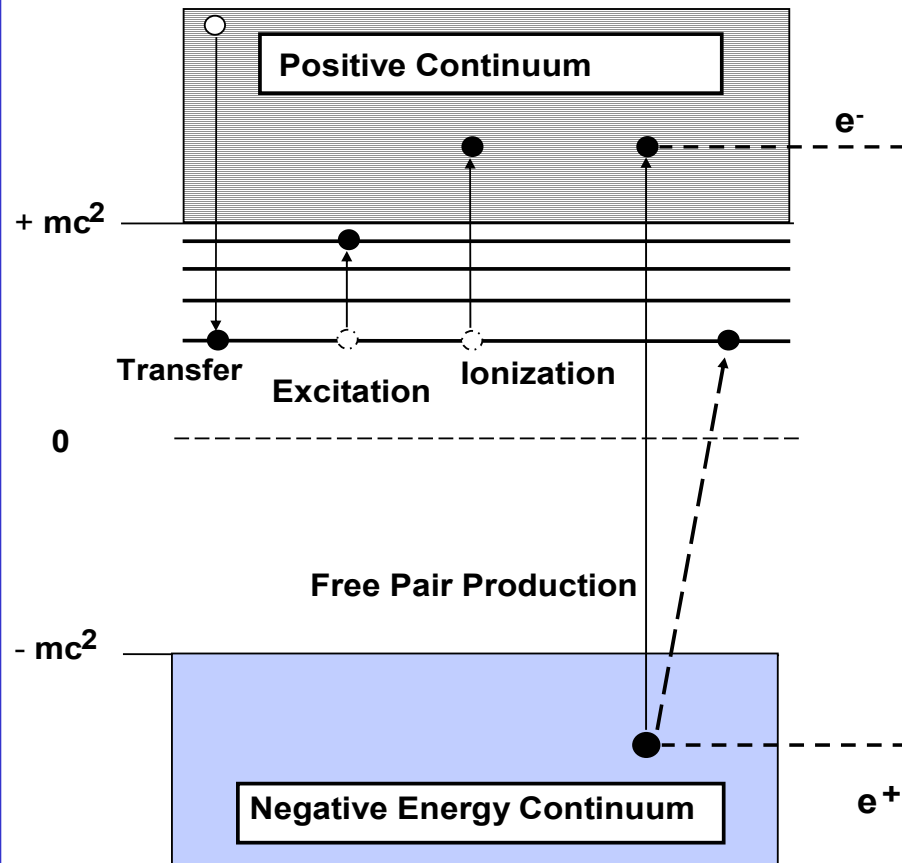 Positive Continuum
e-
+ mc2
Transfer
Excitation
Ionization
0
Free Pair Production
- mc2
Negative Energy Continuum
e+